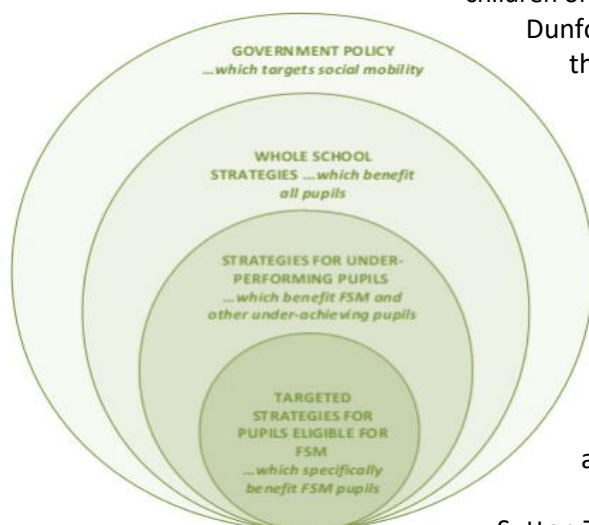 children of
Dunfo
th
GOVERNMENT POLICY
...which targets social mobility
WHOLE SCHOOL
STRATEGIES ...which benefit
all pupils
STRATEGIES FOR UNDER-
PERFORMING PUPILS
...which benefit FSM and
other under-achieving pupils
TARGETED
STRATEGIES FOR
PUPILS ELIGIBLE FOR
FSM
...which specifically
benefit FSM pupils
a